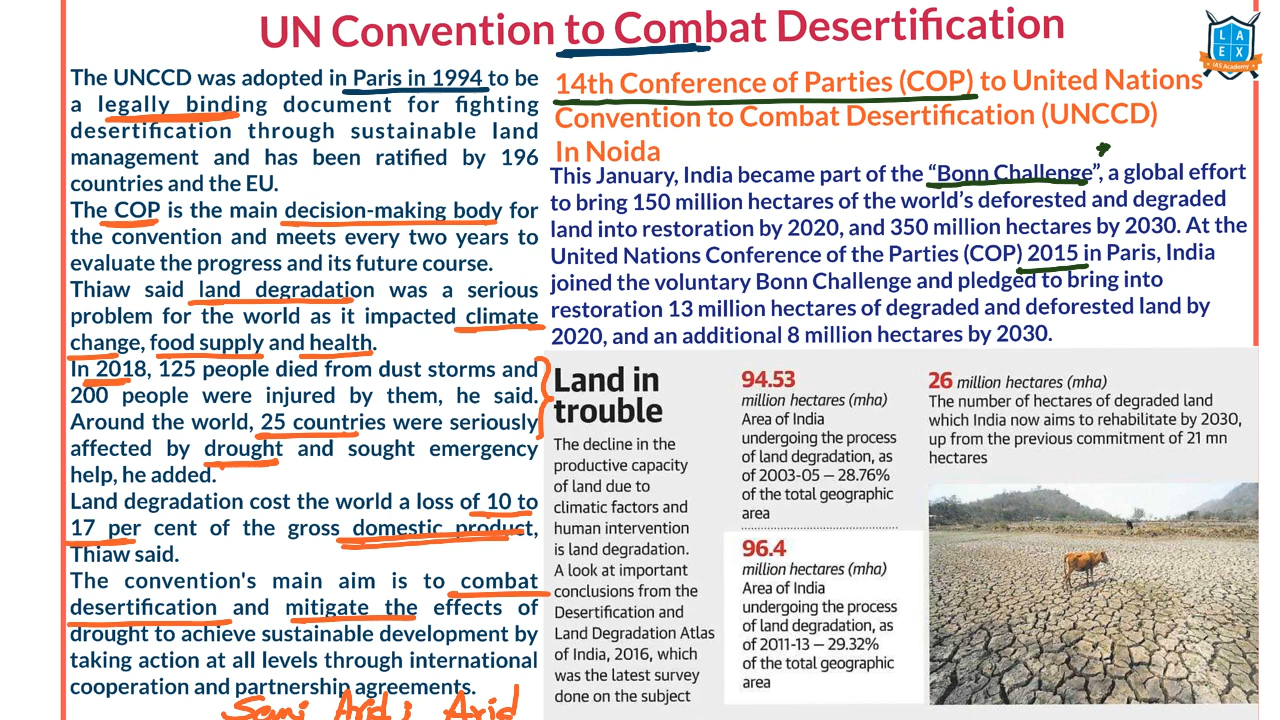 UN Convention to Combat Desertification
L A
E X
IAS Academy
The UNCCD was adopted in Paris in 1994 to be
a legally binding document for fighting
desertification through sustainable land
management and has been ratified by 196
countries and the EU.
The COP is the main decision-making body for
the convention and meets every two years to
evaluate the progress and its future course.
Thiaw said land degradation was a serious
problem for the world as it impacted climate
change, food supply and health.
In 2018, 125 people died from dust storms and
200 people were injured by them, he said.
Around the world, 25 countries were seriously
affected by drought and sought emergency
help, he added.
Land degradation cost the world a loss of 10 to
17 per cent of the gross domestic product,
Thiaw said.
The convention's main aim is to combat
desertification and mitigate the effects of
drought to achieve sustainable development by
taking action at all levels through international
cooperation and partnership agreements.
Semi Arid; Arid
14th Conference of Parties (COP) to United Nations
Convention to Combat Desertification (UNCCD)
In Noida
This January, India became part of the “Bonn Challenge”, a global effort
to bring 150 million hectares of the world’s deforested and degraded
land into restoration by 2020, and 350 million hectares by 2030. At the
United Nations Conference of the Parties (COP) 2015 in Paris, India
joined the voluntary Bonn Challenge and pledged to bring into
restoration 13 million hectares of degraded and deforested land by
2020, and an additional 8 million hectares by 2030.
Land in
trouble
The decline in the
productive capacity
of land due to
climatic factors and
human intervention
is land degradation.
A look at important
conclusions from the
Desertification and
Land Degradation Atlas
of India, 2016, which
was the latest survey
done on the subject
94.53
million hectares (mha)
Area of India
undergoing the process
of land degradation, as
of 2003-05 — 28.76%
of the total geographic
area
96.4
million hectares (mha)
Area of India
undergoing the process
of land degradation, as
of 2011-13 — 29.32%
of the total geographic
area
26 million hectares (mha)
The number of hectares of degraded land
which India now aims to rehabilitate by 2030,
up from the previous commitment of 21 mn
hectares